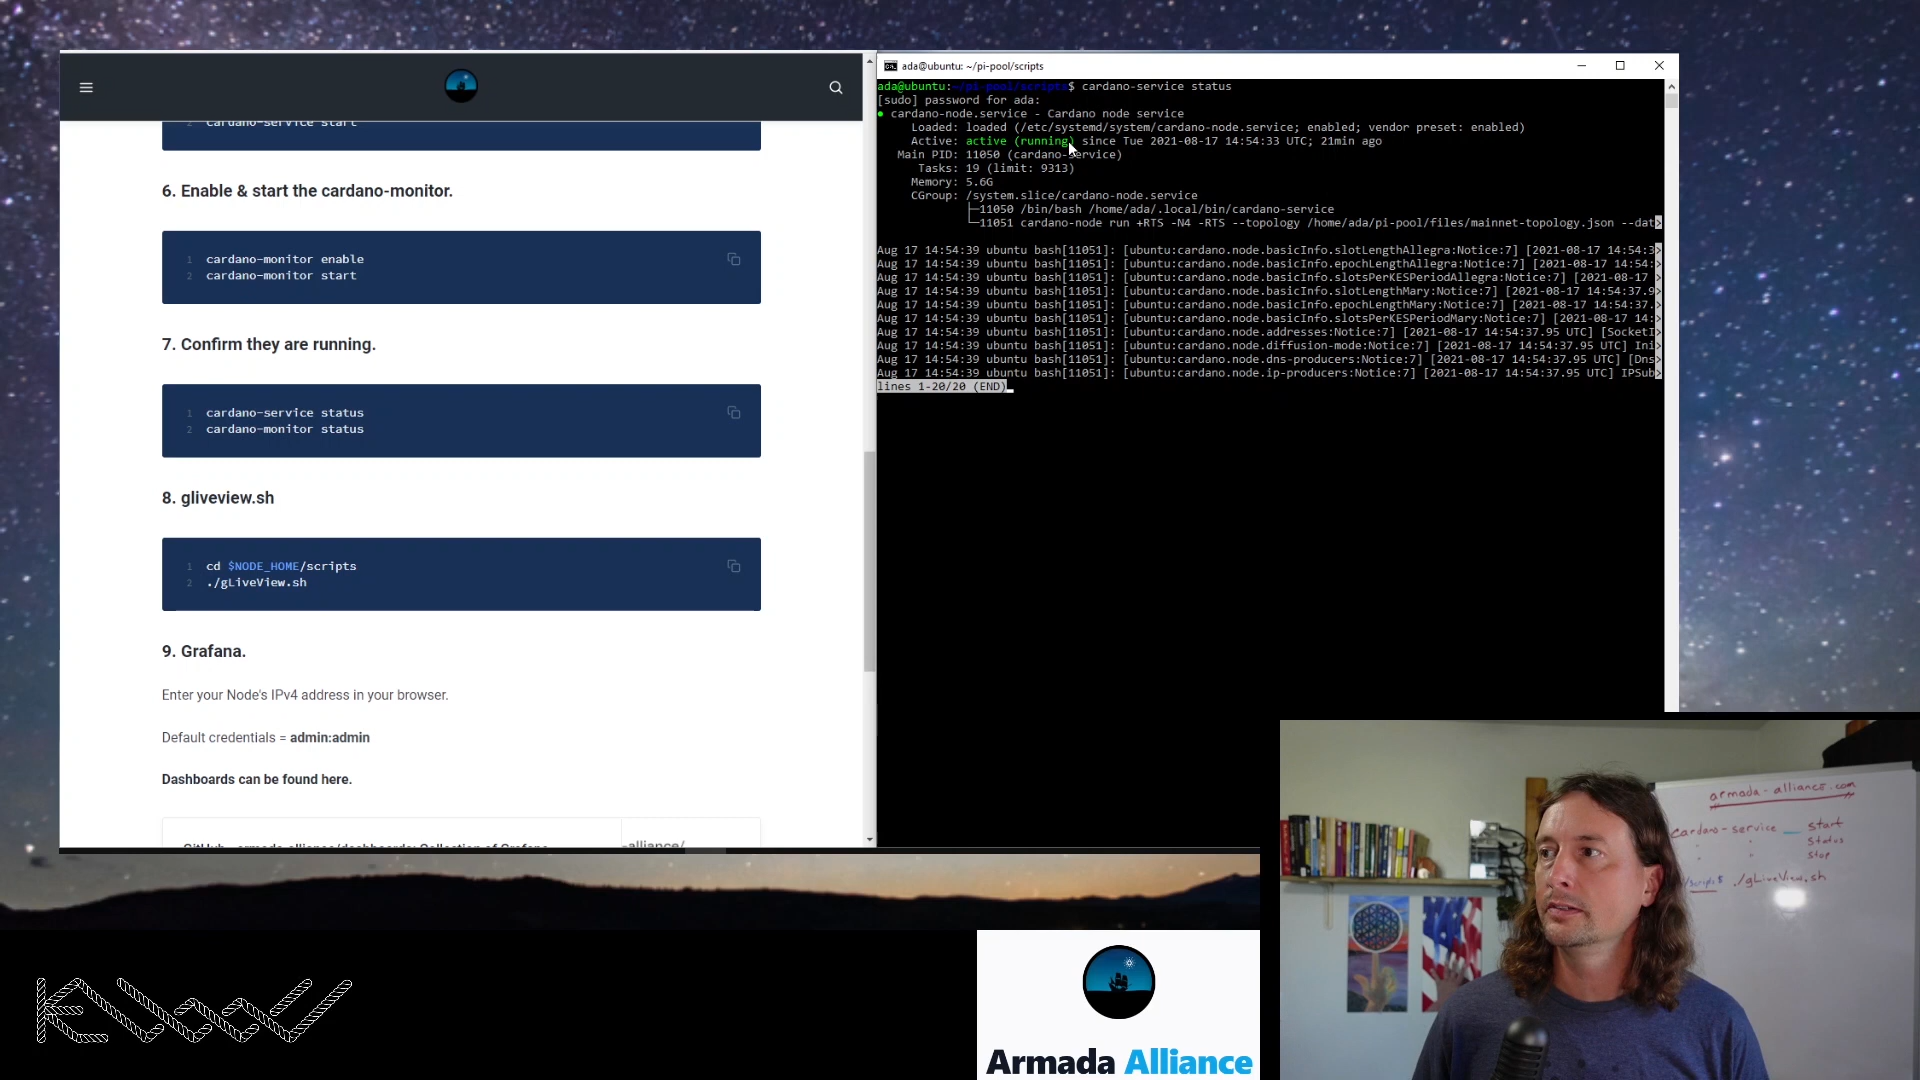 cardano-service start
6. Enable & start the cardano-monitor.
1 cardano-monitor enable
2 cardano-monitor start
7. Confirm they are running.
1 cardano-service status
2 cardano-monitor status
8. gliveview.sh
1 cd $NODE_HOME/scripts
2 ./gLiveView.sh
9. Grafana.
Enter your Node's IPv4 address in your browser.
Default credentials = admin:admin
Dashboards can be found here.
ada@ubuntu: ~/pi-pool/scripts
ada@ubuntu:~/pi-pool/scripts$ cardano-service status
[sudo] password for ada:
● cardano-node.service - Cardano node service
Loaded: loaded (/etc/systemd/system/cardano-node.service; enabled; vendor preset: enabled)
Active: active (running) since Tue 2021-08-17 14:54:33 UTC; 21min ago
Main PID: 11050 (cardano-service)
Tasks: 19 (limit: 9313)
Memory: 5.6G
CGroup: /system.slice/cardano-node.service
├─11050 /bin/bash /home/ada/.local/bin/cardano-service
└─11051 cardano-node run +RTS -N4 -RTS --topology /home/ada/pi-pool/files/mainnet-topology.json --dat>
Aug 17 14:54:39 ubuntu bash[11051]: [ubuntu:cardano.node.basicInfo.slotLengthAllegra:Notice:7] [2021-08-17 14:54:3>
Aug 17 14:54:39 ubuntu bash[11051]: [ubuntu:cardano.node.basicInfo.epochLengthAllegra:Notice:7] [2021-08-17 14:54:>
Aug 17 14:54:39 ubuntu bash[11051]: [ubuntu:cardano.node.basicInfo.slotsPerKESPeriodAllegra:Notice:7] [2021-08-17 >
Aug 17 14:54:39 ubuntu bash[11051]: [ubuntu:cardano.node.basicInfo.slotLengthMary:Notice:7] [2021-08-17 14:54:37.9>
Aug 17 14:54:39 ubuntu bash[11051]: [ubuntu:cardano.node.basicInfo.epochLengthMary:Notice:7] [2021-08-17 14:54:37.>
Aug 17 14:54:39 ubuntu bash[11051]: [ubuntu:cardano.node.basicInfo.slotsPerKESPeriodMary:Notice:7] [2021-08-17 14:>
Aug 17 14:54:39 ubuntu bash[11051]: [ubuntu:cardano.node.addresses:Notice:7] [2021-08-17 14:54:37.95 UTC] [SocketI>
Aug 17 14:54:39 ubuntu bash[11051]: [ubuntu:cardano.node.diffusion-mode:Notice:7] [2021-08-17 14:54:37.95 UTC] Ini>
Aug 17 14:54:39 ubuntu bash[11051]: [ubuntu:cardano.node.dns-producers:Notice:7] [2021-08-17 14:54:37.95 UTC] [Dns>
Aug 17 14:54:39 ubuntu bash[11051]: [ubuntu:cardano.node.ip-producers:Notice:7] [2021-08-17 14:54:37.95 UTC] IPSub>
lines 1-20/20 (END)
armada-alliance.com
cardano-service — start
" " status
" " stop
/scripts ./gLiveView.sh
Armada Alliance